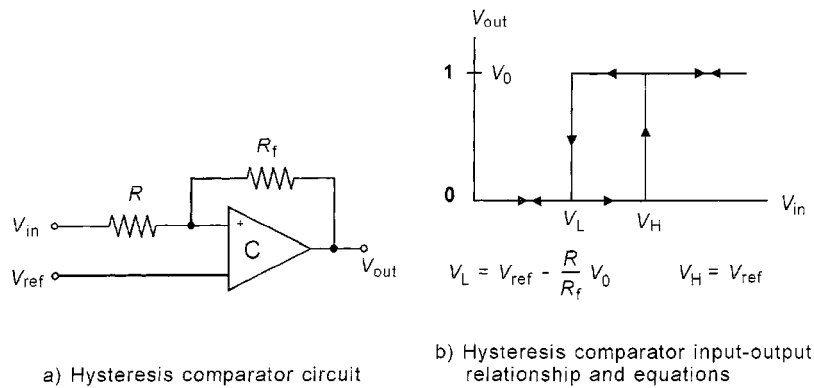 R_f
R
V_in
+
C
V_ref
V_out
a) Hysteresis comparator circuit
V_out
1
V_0
0
V_L
V_H
V_in
V_L = V_ref - R/R_f V_0
V_H = V_ref
b) Hysteresis comparator input-output
relationship and equations